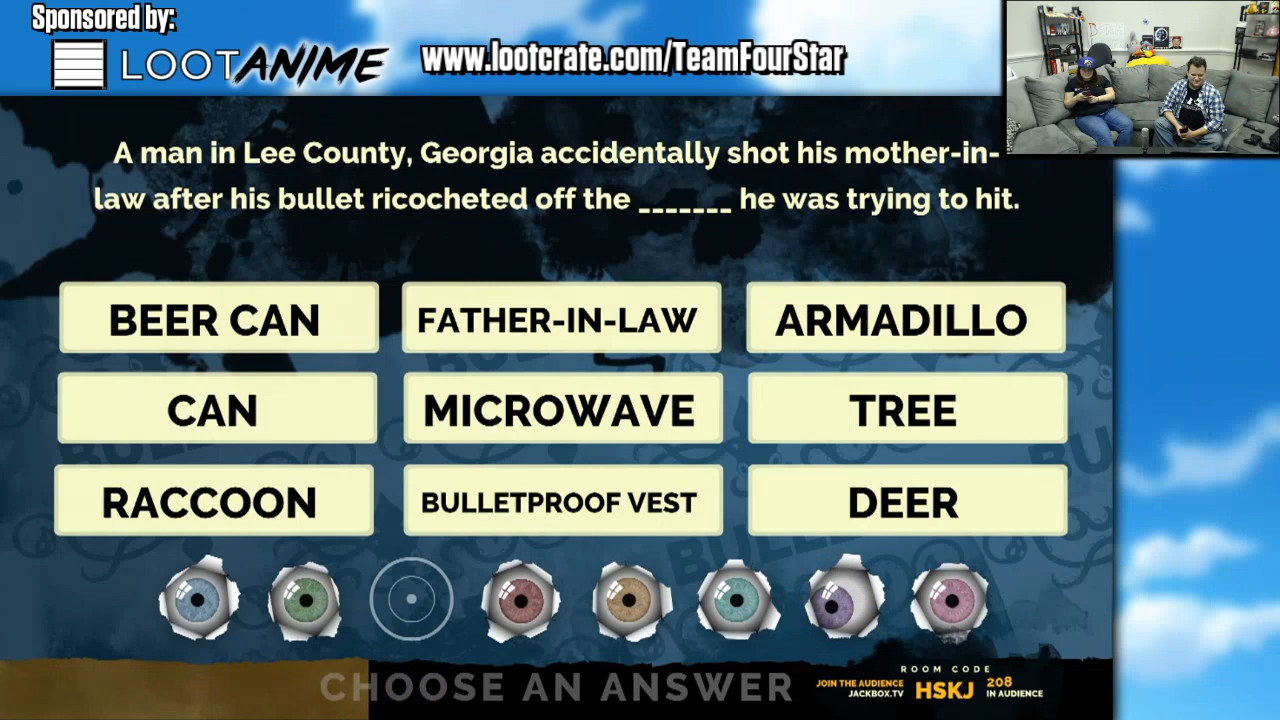 Sponsored by:
LOOTANIME
www.lootcrate.com/TeamFourStar
A man in Lee County, Georgia accidentally shot his mother-in-
law after his bullet ricocheted off the _______ he was trying to hit.
BEER CAN
FATHER-IN-LAW
ARMADILLO
CAN
MICROWAVE
TREE
RACCOON
BULLETPROOF VEST
DEER
CHOOSE AN ANSWER
ROOM CODE
JOIN THE AUDIENCE
JACKBOX.TV
HSKJ
208
IN AUDIENCE